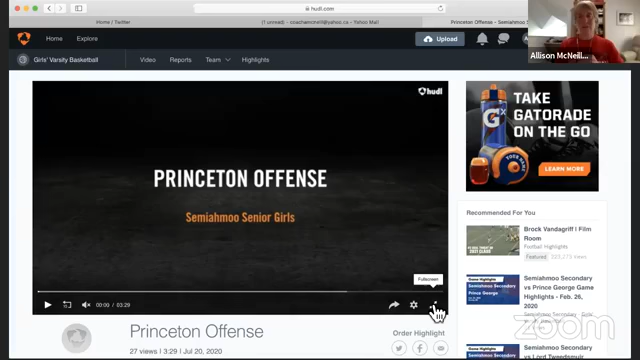 hudl.com
Home / Twitter
(1 unread) - coachamcneill@yahoo.ca - Yahoo Mail
Princeton Offense - Semiahmoo Senior
Home
Explore
Upload
Allison McNeill...
Girls' Varsity Basketball
Video
Reports
Team
Highlights
hudl
PRINCETON OFFENSE
Semiahmoo Senior Girls
Fullscreen
00:00 / 03:29
TAKE
GATORADE
ON THE GO
LEARN MORE
Recommended For You
Brock Vandagriff | Film
Room
Football Highlights
Featured
Game Highlights
Semiahmoo Secondary
vs Prince George
Game Highlights - Feb. 26,
2020
Semiahmoo Secondary
vs Lord Tweedsmuir
Princeton Offense
27 views | 3:29 | Jul 20, 2020
Order Highlight
zoom